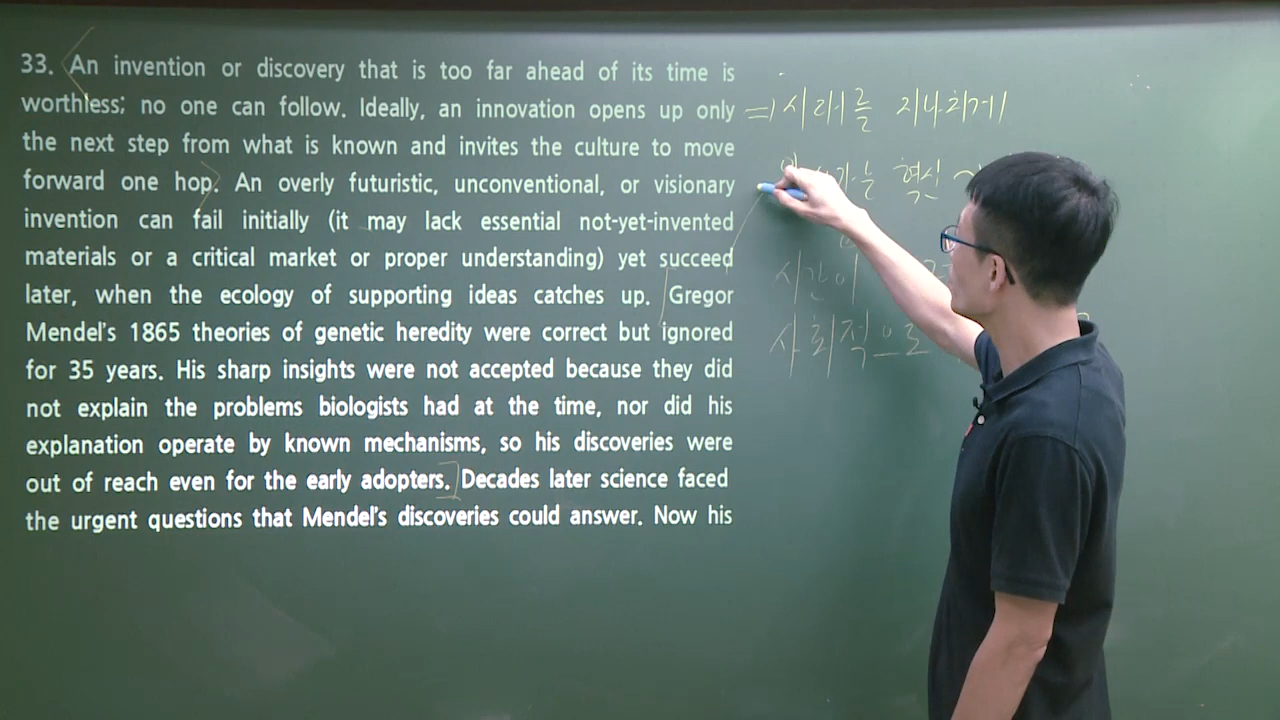 33. An invention or discovery that is too far ahead of its time is
worthless; no one can follow. Ideally, an innovation opens up only
the next step from what is known and invites the culture to move
forward one hop. An overly futuristic, unconventional, or visionary
invention can fail initially (it may lack essential not-yet-invented
materials or a critical market or proper understanding) yet succeed
later, when the ecology of supporting ideas catches up. Gregor
Mendel's 1865 theories of genetic heredity were correct but ignored
for 35 years. His sharp insights were not accepted because they did
not explain the problems biologists had at the time, nor did his
explanation operate by known mechanisms, so his discoveries were
out of reach even for the early adopters. Decades later science faced
the urgent questions that Mendel's discoveries could answer. Now his
⇒ 시대를 지나치게
혁신
시간이
사회적으로